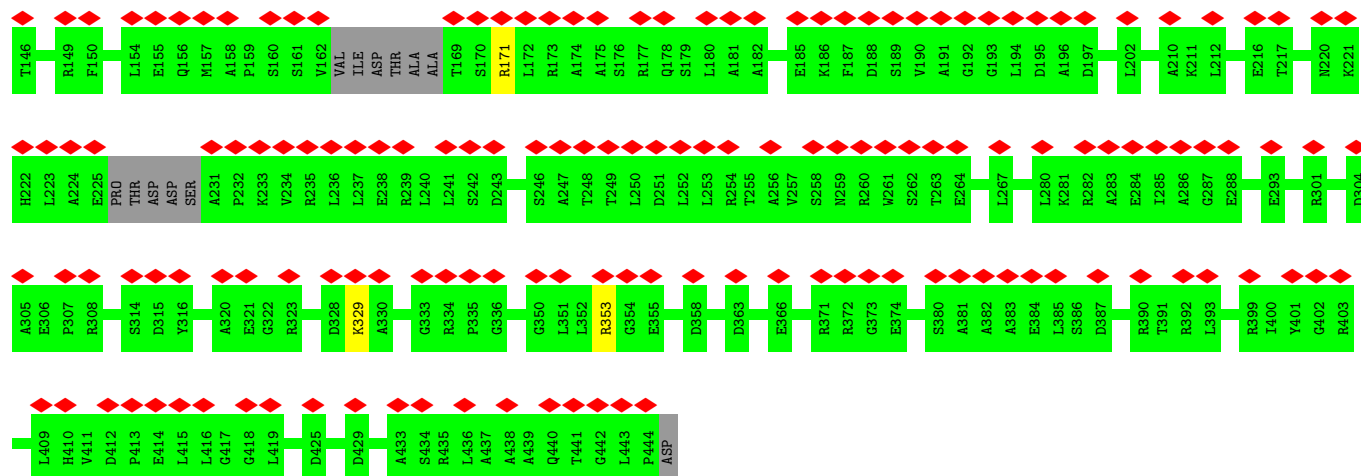 T146 R149 F150 L154 E155 Q156 M157 A158 P159 S160 S161 V162 VAL ILE ASP THR ALA ALA T169 S170 R171 L172 R173 A174 A175 S176 R177 Q178 S179 L180 A181 A182 E185 K186 F187 D188 S189 V190 A191 G192 G193 L194 D195 A196 D197 L202 A210 K211 L212 E216 T217 N220 K221
H222 L223 A224 E225 PRO THR ASP ASP SER A231 P232 K233 V234 R235 L236 L237 E238 R239 L240 L241 S242 D243 S246 A247 T248 T249 L250 D251 L252 L253 R254 T255 A256 V257 S258 N259 R260 W261 S262 T263 E264 L267 L280 K281 R282 A283 E284 I285 A286 G287 E288 E293 R301 D304
A305 E306 P307 R308 S314 D315 Y316 A320 E321 G322 R323 D328 K329 A330 G333 R334 P335 G336 G350 L351 L352 R353 G354 E355 D358 D363 E366 R371 R372 G373 E374 S380 A381 A382 A383 E384 L385 S386 D387 R390 T391 R392 L393 R399 I400 Y401 G402 R403
L409 H410 V411 D412 P413 E414 L415 L416 G417 G418 L419 D425 D429 A433 S434 R435 L436 A437 A438 A439 Q440 T441 G442 L443 P444 ASP